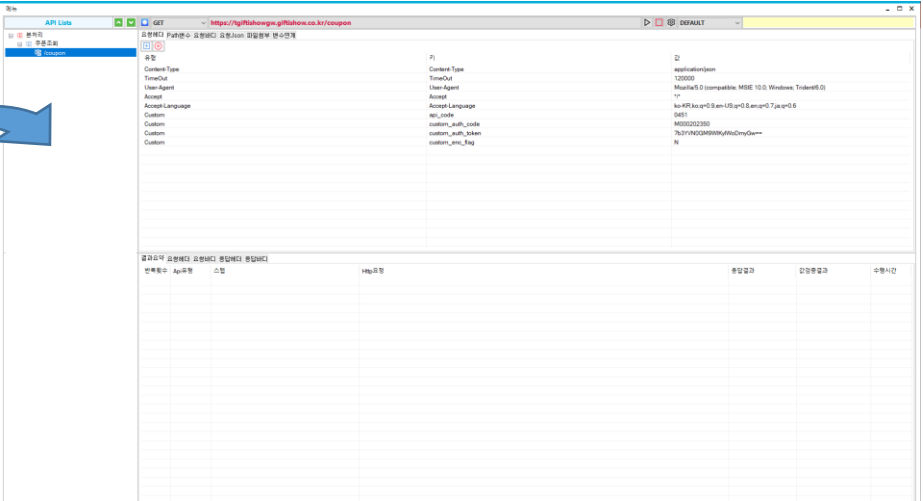 메뉴
API Lists GET https://tgiftishowgw.giftishow.co.kr/coupon DEFAULT
본처리
쿠폰조회
/coupon
요청헤더 Path변수 요청바디 요청Json 파일첨부 변수연계
유형 키 값
Content-Type Content-Type application/json
TimeOut TimeOut 120000
User-Agent User-Agent Mozilla/5.0 (compatible; MSIE 10.0; Windows; Trident/6.0)
Accept Accept */*
Accept-Language Accept-Language ko-KR,ko;q=0.9,en-US;q=0.8,en;q=0.7,ja;q=0.6
Custom api_code 0451
Custom custom_auth_code M000202350
Custom custom_auth_token
Custom custom_enc_flag N
결과요약 요청헤더 요청바디 응답헤더 응답바디
반복횟수 Api유형 스텝 Http요청 응답결과 값검증결과 수행시간